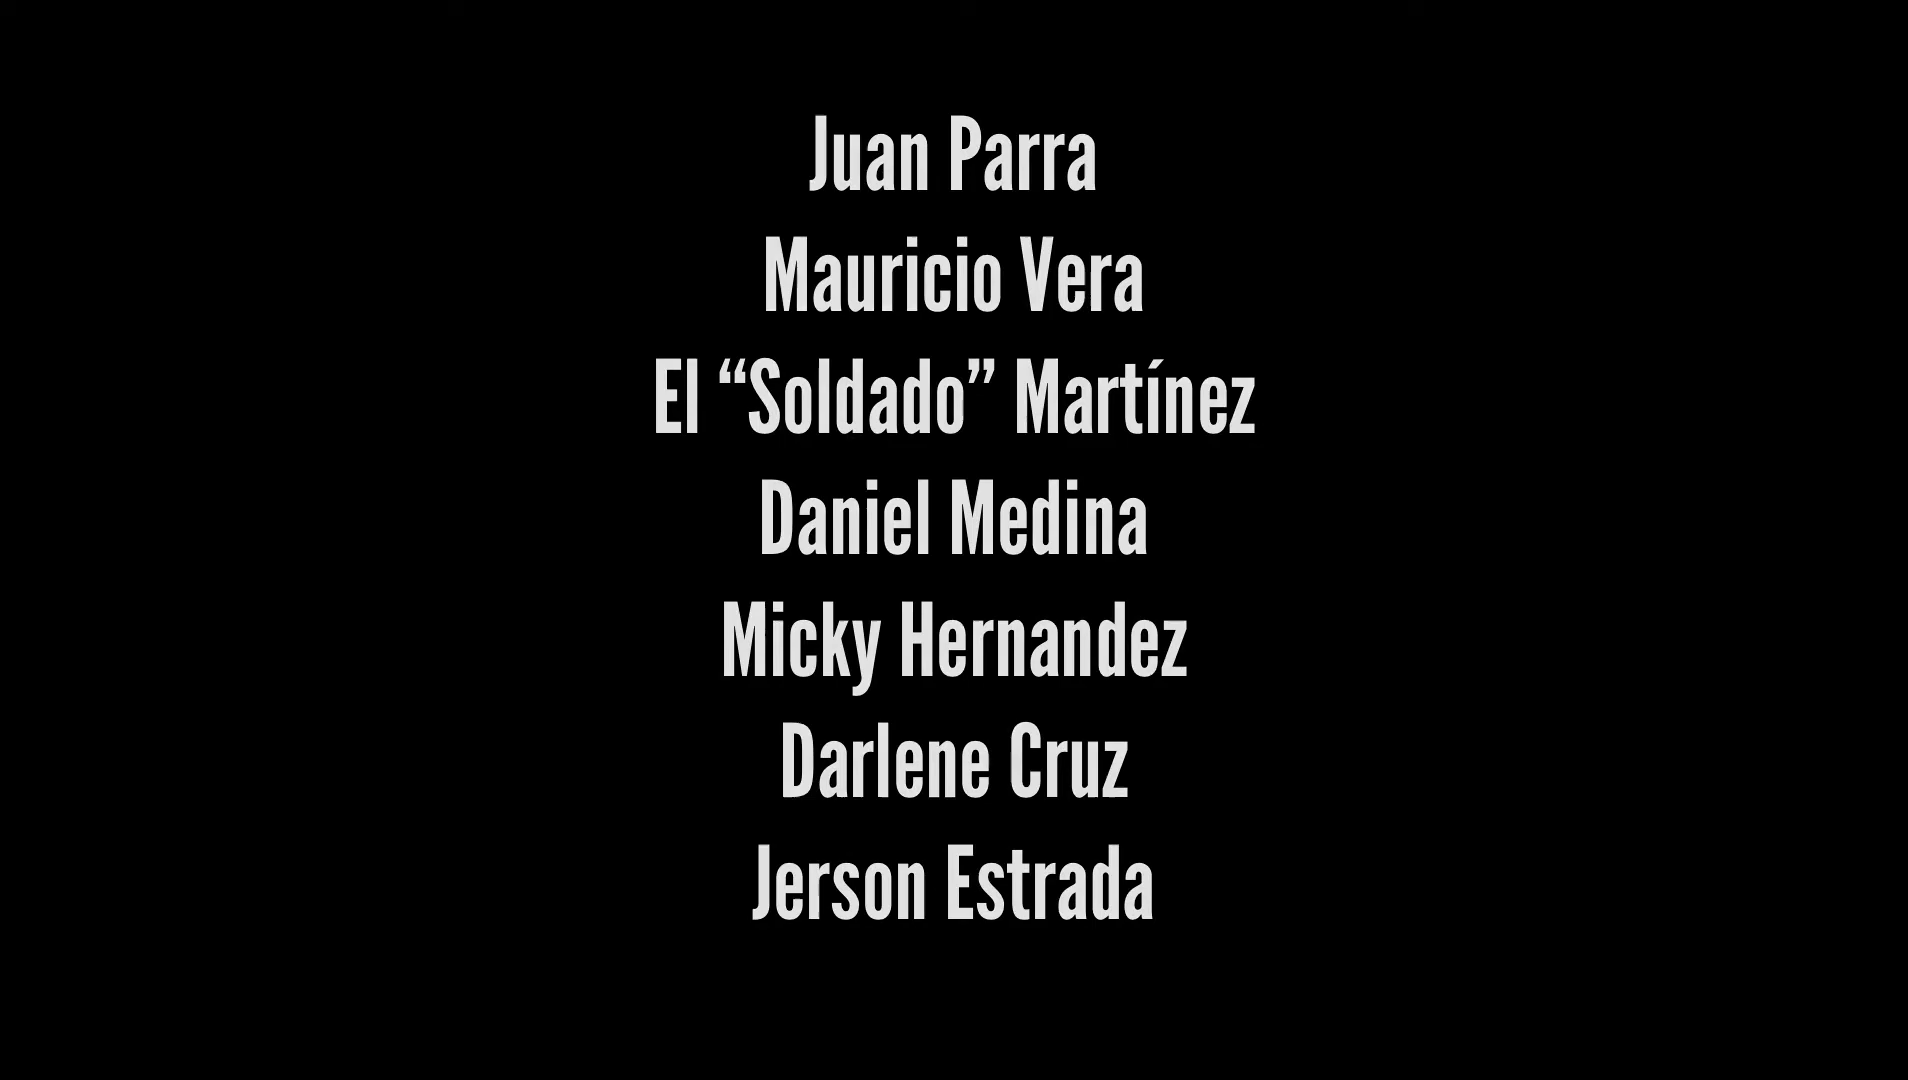 Juan Parra
Mauricio Vera
El “Soldado” Martínez
Daniel Medina
Micky Hernandez
Darlene Cruz
Jerson Estrada